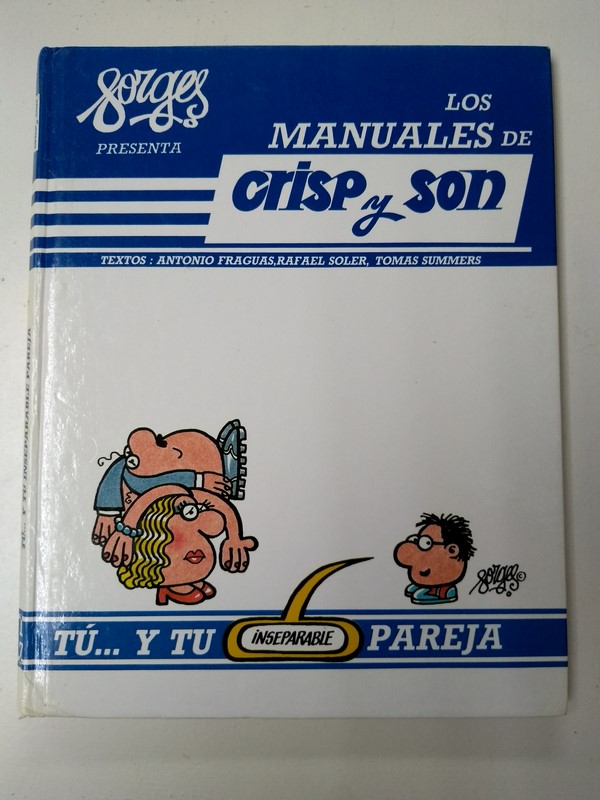 Forges
PRESENTA
LOS
MANUALES DE
CRISP y SON
TEXTOS : ANTONIO FRAGUAS,RAFAEL SOLER, TOMAS SUMMERS
TÚ... Y TU INSEPARABLE PAREJA
Forges ©
TÚ... Y TU INSEPARABLE PAREJA